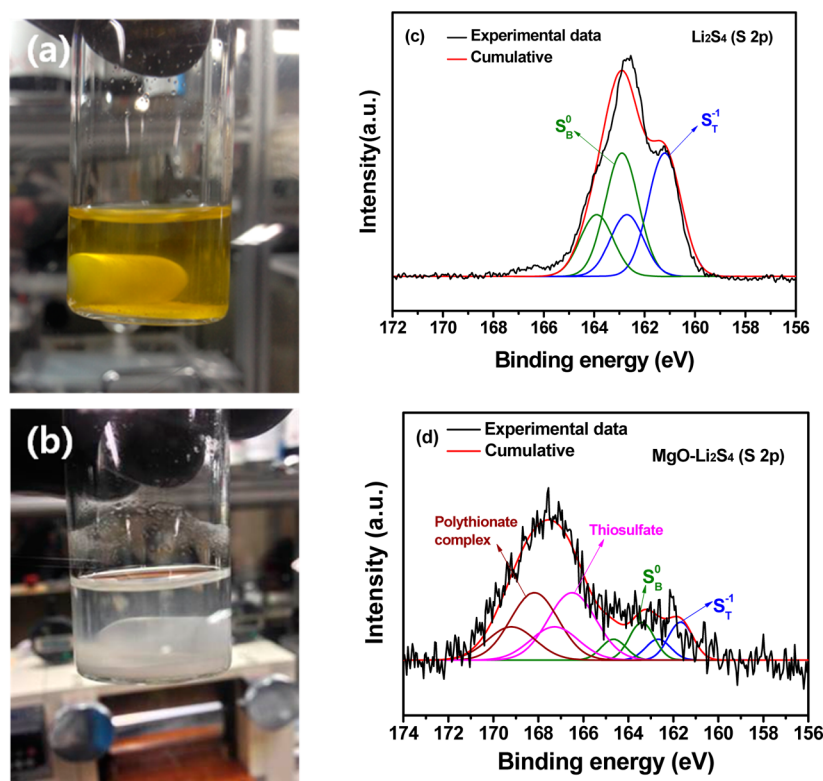 (a)
(c)
Experimental data
Cumulative
Li₂S₄ (S 2p)
S_B^0
S_T^-1
Intensity(a.u.)
172 170 168 166 164 162 160 158 156
Binding energy (eV)
(b)
(d)
Experimental data
Cumulative
MgO-Li₂S₄ (S 2p)
Polythionate
complex
Thiosulfate
S_B^0
S_T^-1
Intensity (a.u.)
174 172 170 168 166 164 162 160 158 156
Binding energy (eV)